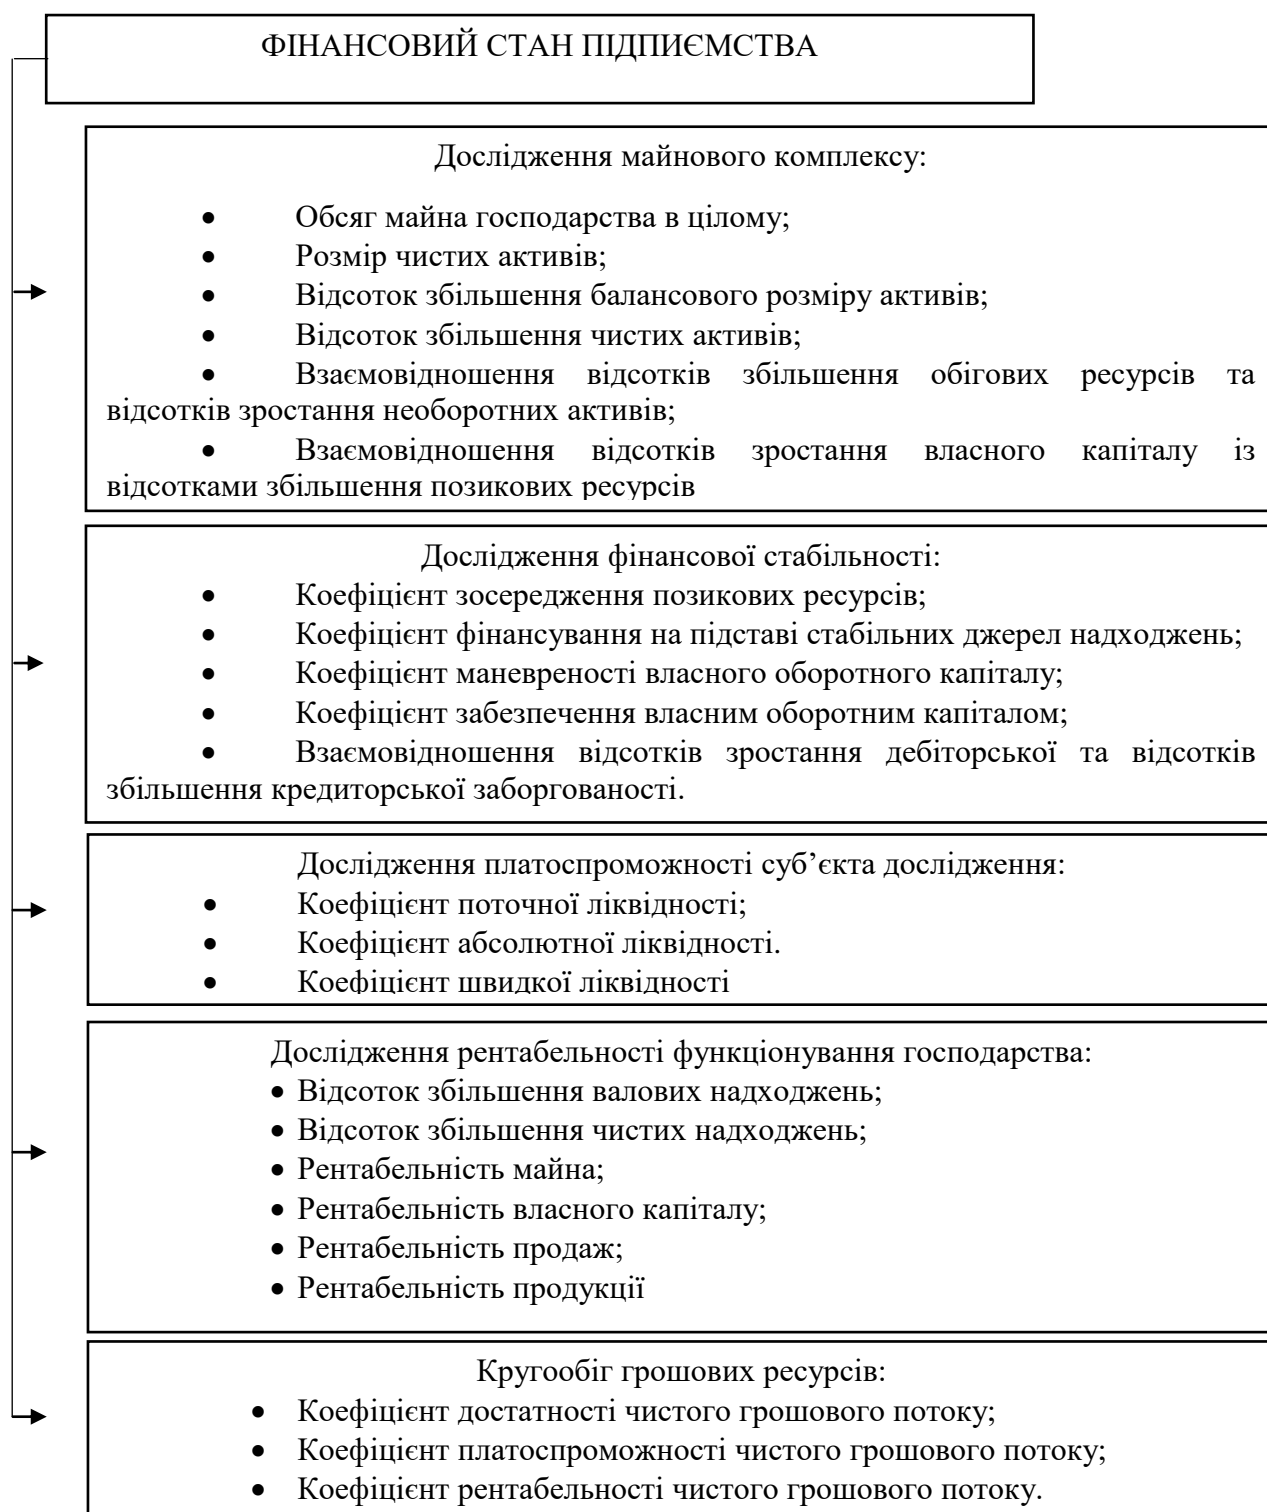 ФІНАНСОВИЙ СТАН ПІДПИЄМСТВА
Дослідження майнового комплексу:
• Обсяг майна господарства в цілому;
• Розмір чистих активів;
• Відсоток збільшення балансового розміру активів;
• Відсоток збільшення чистих активів;
• Взаємовідношення відсотків збільшення обігових ресурсів та
відсотків зростання необоротних активів;
• Взаємовідношення відсотків зростання власного капіталу із
відсотками збільшення позикових ресурсів
Дослідження фінансової стабільності:
• Коефіцієнт зосередження позикових ресурсів;
• Коефіцієнт фінансування на підставі стабільних джерел надходжень;
• Коефіцієнт маневреності власного оборотного капіталу;
• Коефіцієнт забезпечення власним оборотним капіталом;
• Взаємовідношення відсотків зростання дебіторської та відсотків
збільшення кредиторської заборгованості.
Дослідження платоспроможності суб’єкта дослідження:
• Коефіцієнт поточної ліквідності;
• Коефіцієнт абсолютної ліквідності.
• Коефіцієнт швидкої ліквідності
Дослідження рентабельності функціонування господарства:
• Відсоток збільшення валових надходжень;
• Відсоток збільшення чистих надходжень;
• Рентабельність майна;
• Рентабельність власного капіталу;
• Рентабельність продаж;
• Рентабельність продукції
Кругообіг грошових ресурсів:
• Коефіцієнт достатності чистого грошового потоку;
• Коефіцієнт платоспроможності чистого грошового потоку;
• Коефіцієнт рентабельності чистого грошового потоку.